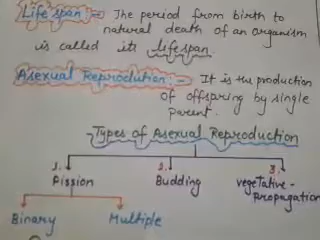 Life span :- The period from birth to
natural death of an organism
is called its lifespan.
Asexual Reprodution :- It is the production
of offspring by single
parent.
- Types of Asexual Reproduction
1. 2. 3.
Fission Budding vegetative-
propagation
Binary Multiple